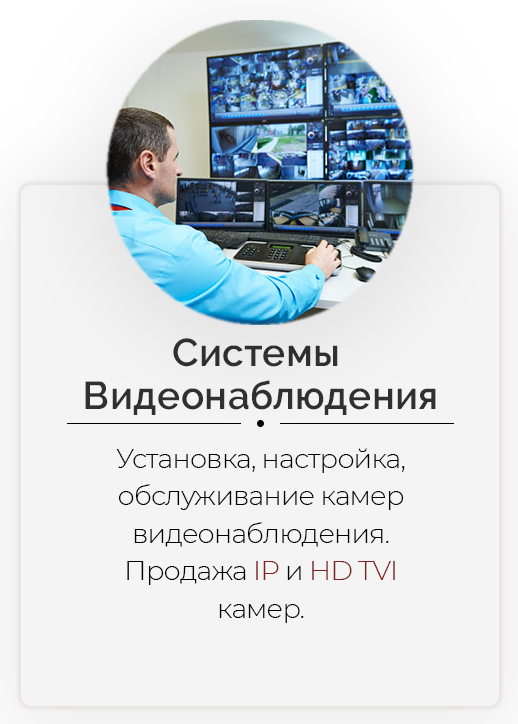 Системы
Видеонаблюдения
Установка, настройка,
обслуживание камер
видеонаблюдения.
Продажа IP и HD TVI
камер.